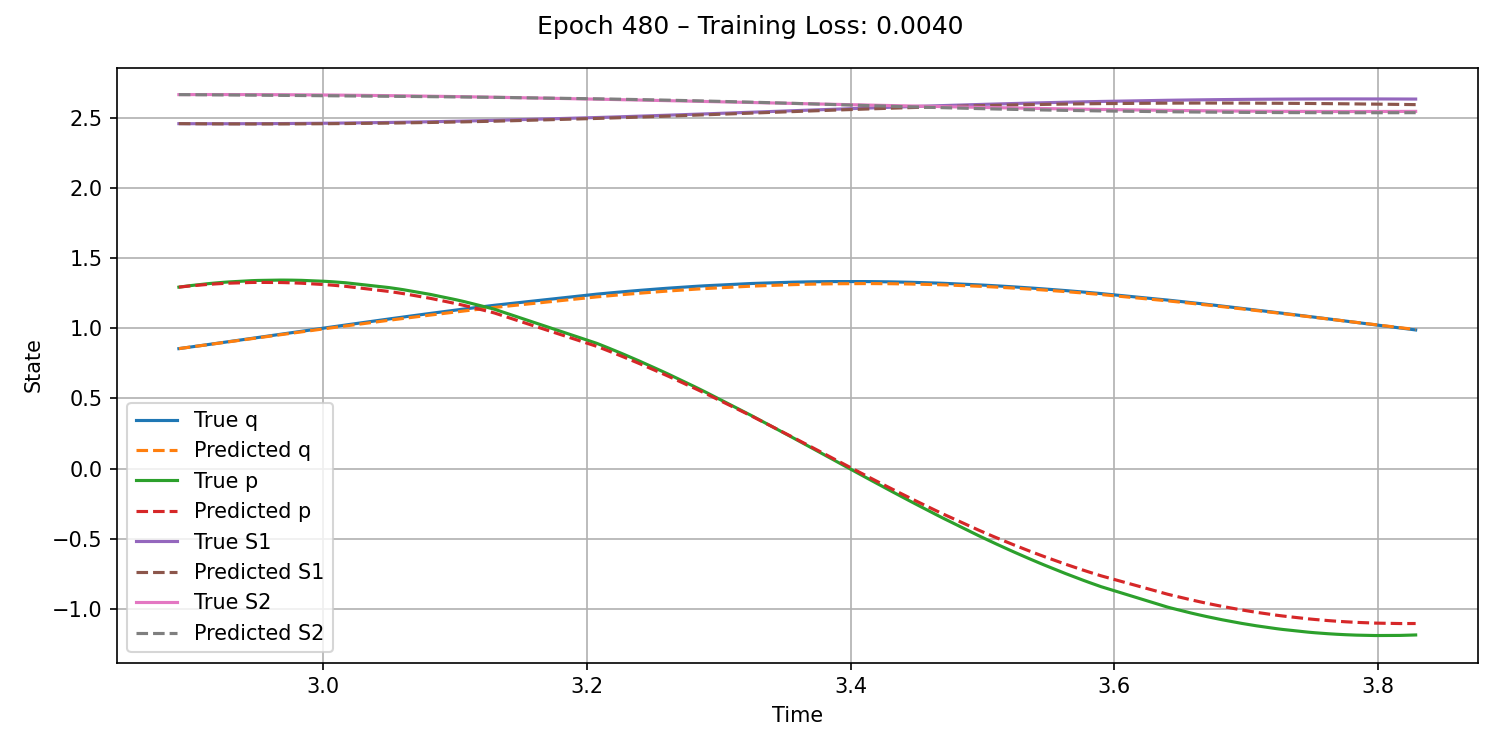 Epoch 480 – Training Loss: 0.0040
State
2.5
2.0
1.5
1.0
0.5
0.0
−0.5
−1.0
True q
Predicted q
True p
Predicted p
True S1
Predicted S1
True S2
Predicted S2
3.0 3.2 3.4 3.6 3.8
Time